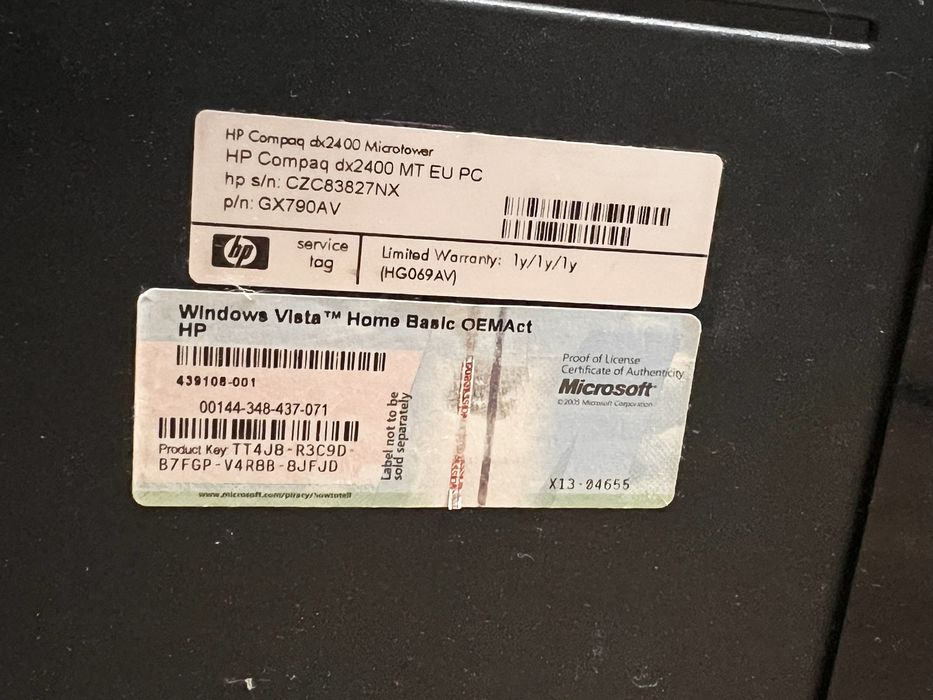 HP Compaq dx2400 Microtower
HP Compaq dx2400 MT EU PC
hp s/n: CZC83827NX
p/n: GX790AV
hp
service
tag
Limited Warranty: 1y/1y/1y
(HG069AV)
Windows Vista™ Home Basic OEMAct
HP
439108-001
00144-348-437-071
Product Key: TT4J8-R3C9D-
B7FGP-V4R8B-8JFJD
www.microsoft.com/piracy/howtotell
Label not to be
sold separately
Proof of License
Certificate of Authenticity
Microsoft®
©2005 Microsoft Corporation
X13-04655